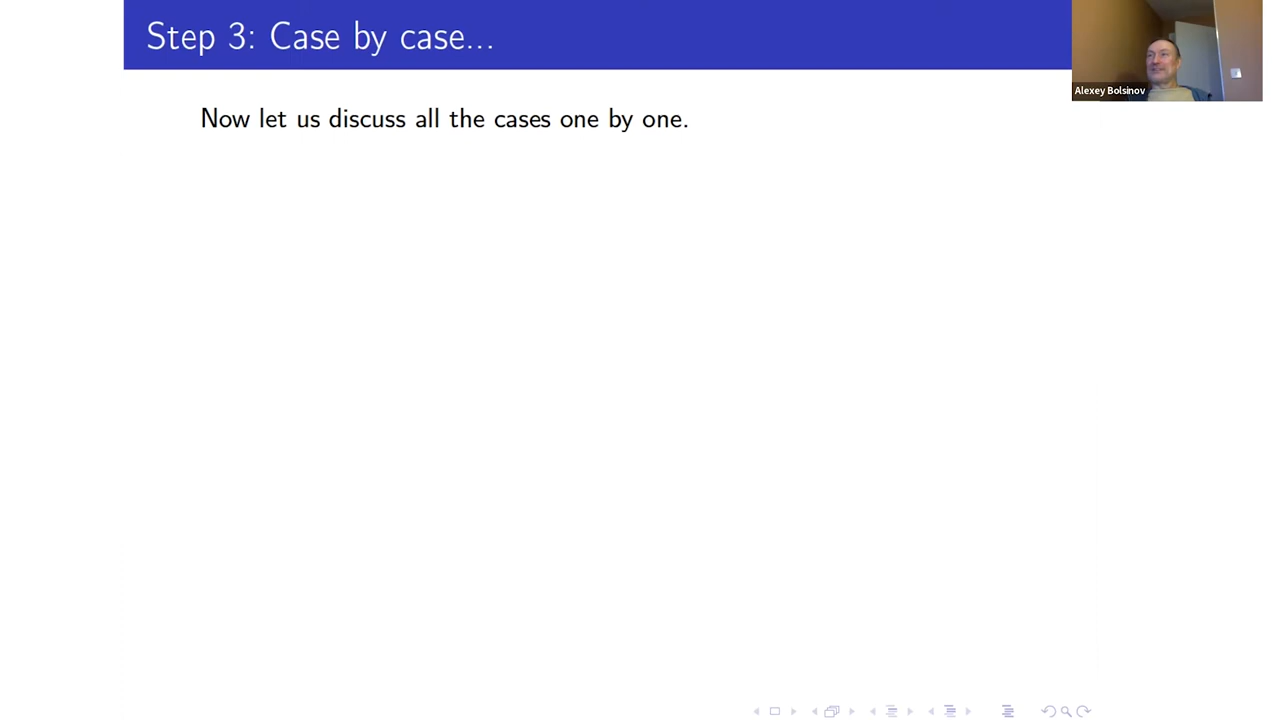 Step 3: Case by case...
Alexey Bolsinov
Now let us discuss all the cases one by one.